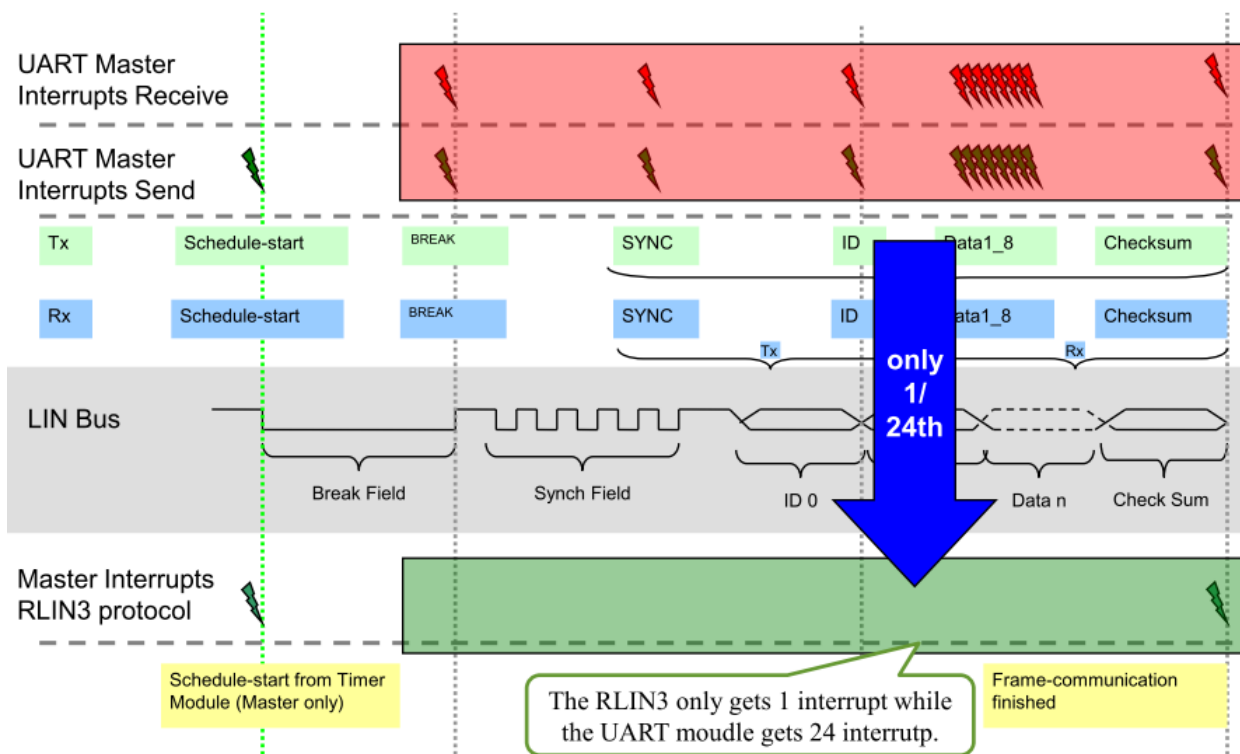 UART Master
Interrupts Receive
UART Master
Interrupts Send
Tx
Schedule-start
BREAK
SYNC
ID
Data1_8
Checksum
Rx
Schedule-start
BREAK
SYNC
ID
ata1_8
Checksum
Tx
Rx
only
1/
24th
LIN Bus
Break Field
Synch Field
ID 0
Data n
Check Sum
Master Interrupts
RLIN3 protocol
Schedule-start from Timer
Module (Master only)
The RLIN3 only gets 1 interrupt while
the UART moudle gets 24 interrutp.
Frame-communication
finished